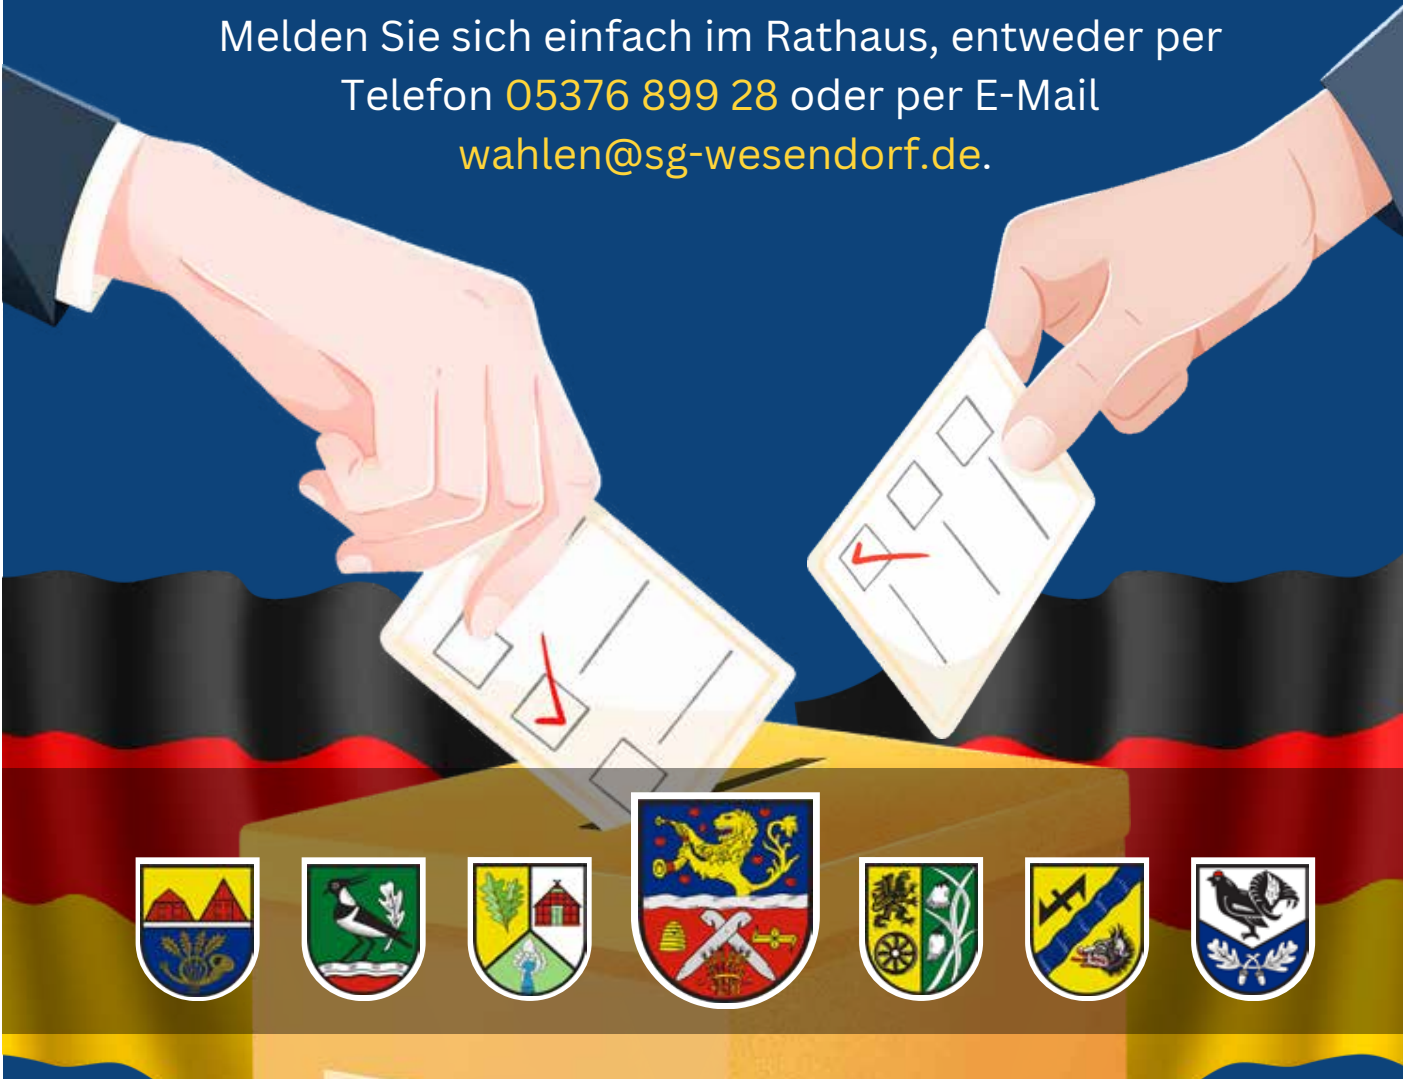 Melden Sie sich einfach im Rathaus, entweder per
Telefon 05376 899 28 oder per E-Mail
wahlen@sg-wesendorf.de.